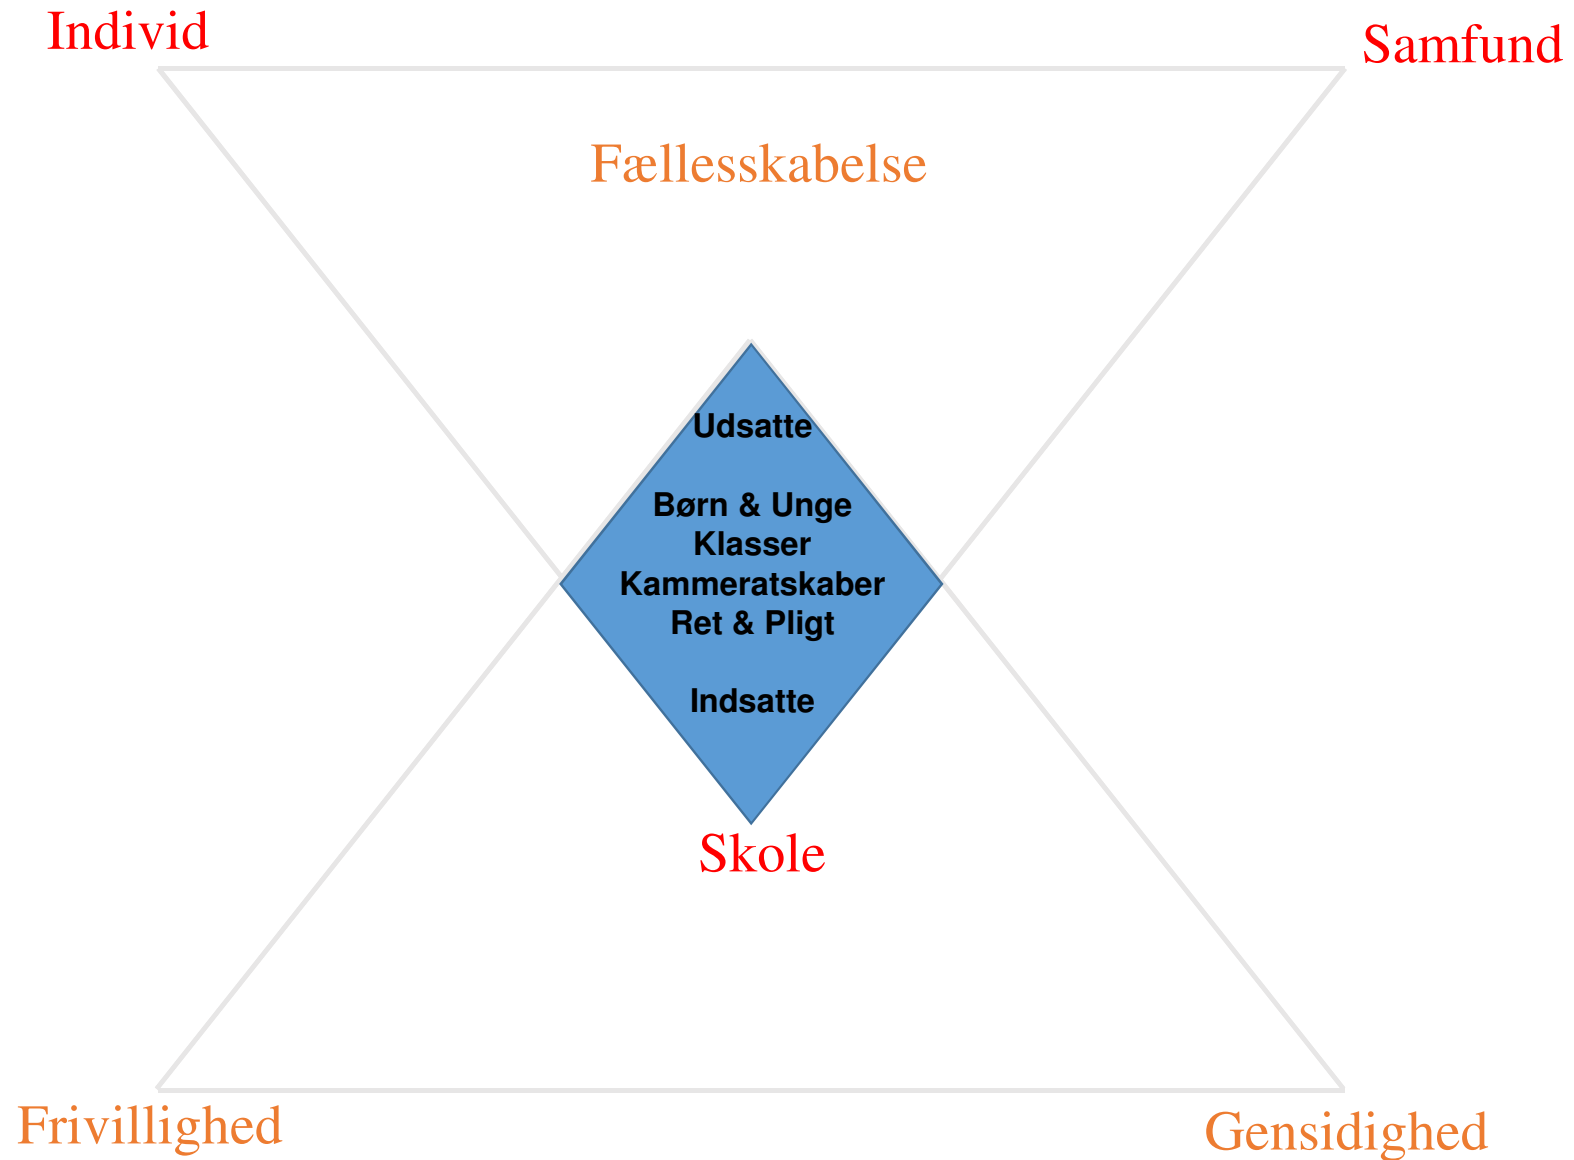 Individ
Samfund
Fællesskabelse
Udsatte
Børn & Unge
Klasser
Kammeratskaber
Ret & Pligt
Indsatte
Skole
Frivillighed
Gensidighed